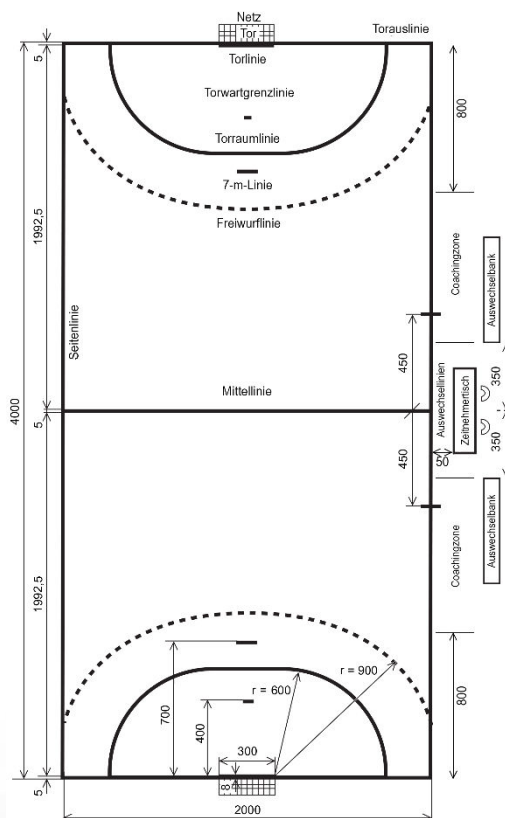 Netz
Tor
Torauslinie
Torlinie
5
Torwartgrenzlinie
800
Torraumlinie
7-m-Linie
Freiwurflinie
1992,5
Coachingzone
Auswechselbank
Seitenlinie
450
4000
Mittellinie
Auswechsellinien
Zeitnehmertisch
350
5
350
450
50
Coachingzone
Auswechselbank
1992,5
r = 900
r = 600
700
400
800
300
8
5
2000